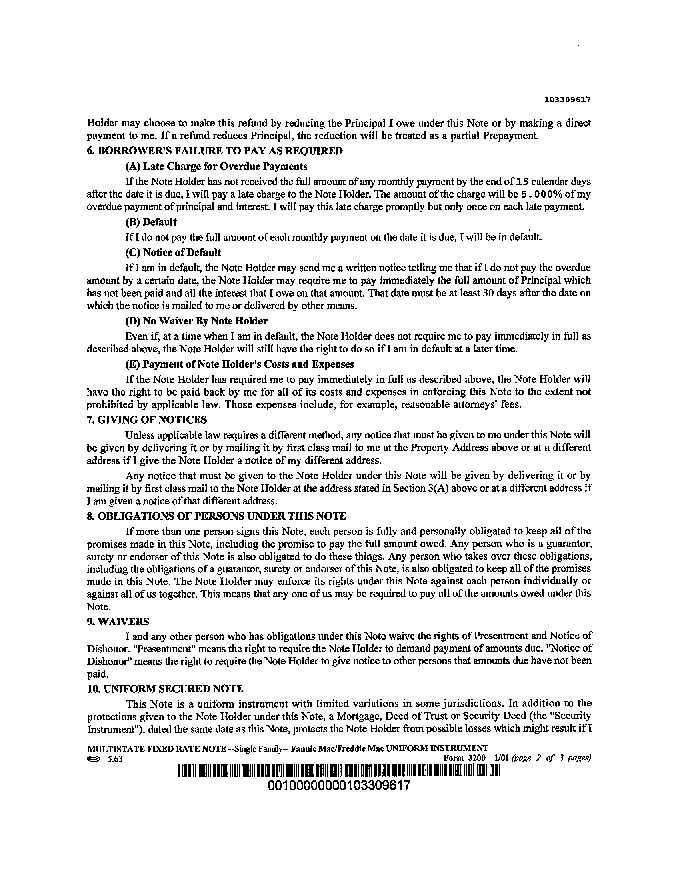 103309617
Holder may choose to make this refund by reducing the Principal I owe under this Note or by making a direct
payment to me. If a refund reduces Principal, the reduction will be treated as a partial Prepayment.
6. BORROWER'S FAILURE TO PAY AS REQUIRED
(A) Late Charge for Overdue Payments
If the Note Holder has not received the full amount of any monthly payment by the end of 15 calendar days
after the date it is due, I will pay a late charge to the Note Holder. The amount of the charge will be 5.000% of my
overdue payment of principal and interest. I will pay this late charge promptly but only once on each late payment.
(B) Default
If I do not pay the full amount of each monthly payment on the date it is due, I will be in default.
(C) Notice of Default
If I am in default, the Note Holder may send me a written notice telling me that if I do not pay the overdue
amount by a certain date, the Note Holder may require me to pay immediately the full amount of Principal which
has not been paid and all the interest that I owe on that amount. That date must be at least 30 days after the date on
which the notice is mailed to me or delivered by other means.
(D) No Waiver By Note Holder
Even if, at a time when I am in default, the Note Holder does not require me to pay immediately in full as
described above, the Note Holder will still have the right to do so if I am in default at a later time.
(E) Payment of Note Holder's Costs and Expenses
If the Note Holder has required me to pay immediately in full as described above, the Note Holder will
have the right to be paid back by me for all of its costs and expenses in enforcing this Note to the extent not
prohibited by applicable law. Those expenses include, for example, reasonable attorneys' fees.
7. GIVING OF NOTICES
Unless applicable law requires a different method, any notice that must be given to me under this Note will
be given by delivering it or by mailing it by first class mail to me at the Property Address above or at a different
address if I give the Note Holder a notice of my different address.
Any notice that must be given to the Note Holder under this Note will be given by delivering it or by
mailing it by first class mail to the Note Holder at the address stated in Section 3(A) above or at a different address if
I am given a notice of that different address.
8. OBLIGATIONS OF PERSONS UNDER THIS NOTE
If more than one person signs this Note, each person is fully and personally obligated to keep all of the
promises made in this Note, including the promise to pay the full amount owed. Any person who is a guarantor,
surety or endorser of this Note is also obligated to do these things. Any person who takes over these obligations,
including the obligations of a guarantor, surety or endorser of this Note, is also obligated to keep all of the promises
made in this Note. The Note Holder may enforce its rights under this Note against each person individually or
against all of us together. This means that any one of us may be required to pay all of the amounts owed under this
Note.
9. WAIVERS
I and any other person who has obligations under this Note waive the rights of Presentment and Notice of
Dishonor. "Presentment" means the right to require the Note Holder to demand payment of amounts due. "Notice of
Dishonor" means the right to require the Note Holder to give notice to other persons that amounts due have not been
paid.
10. UNIFORM SECURED NOTE
This Note is a uniform instrument with limited variations in some jurisdictions. In addition to the
protections given to the Note Holder under this Note, a Mortgage, Deed of Trust or Security Deed (the "Security
Instrument"), dated the same date as this Note, protects the Note Holder from possible losses which might result if I
MULTISTATE FIXED RATE NOTE--Single Family-- Fannie Mae/Freddie Mac UNIFORM INSTRUMENT
5.63 Form 3200 1/01 (page 2 of 3 pages)
00100000000103309617